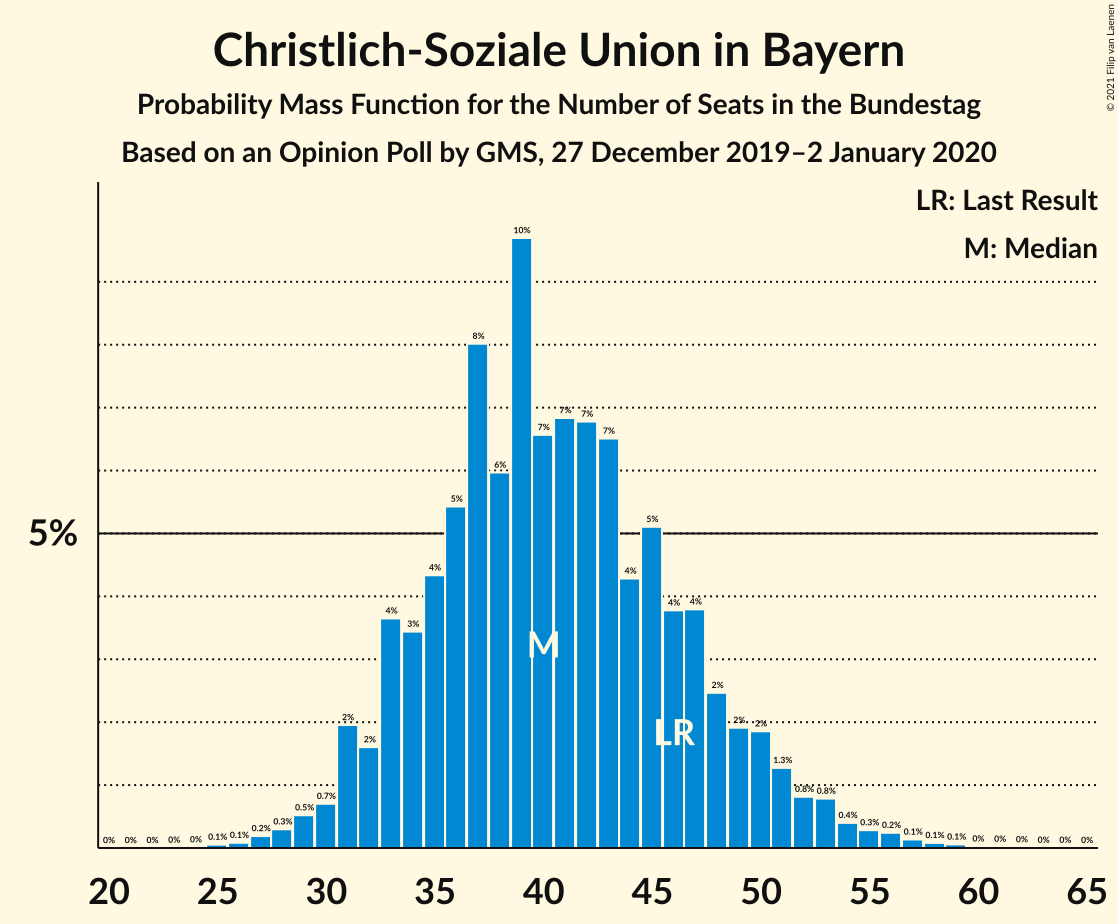 Christlich-Soziale Union in Bayern
Probability Mass Function for the Number of Seats in the Bundestag
Based on an Opinion Poll by GMS, 27 December 2019–2 January 2020
© 2021 Filip van Laenen
LR: Last Result
M: Median
5%
0% 0% 0% 0% 0% 0.1% 0.1% 0.2% 0.3% 0.5% 0.7% 2% 2% 4% 3% 4% 5% 8% 6% 10% 7% 7% 7% 7% 4% 5% 4% 4% 2% 2% 2% 1.3% 0.8% 0.8% 0.4% 0.3% 0.2% 0.1% 0.1% 0.1% 0% 0% 0% 0% 0% 0%
M
LR
20 25 30 35 40 45 50 55 60 65